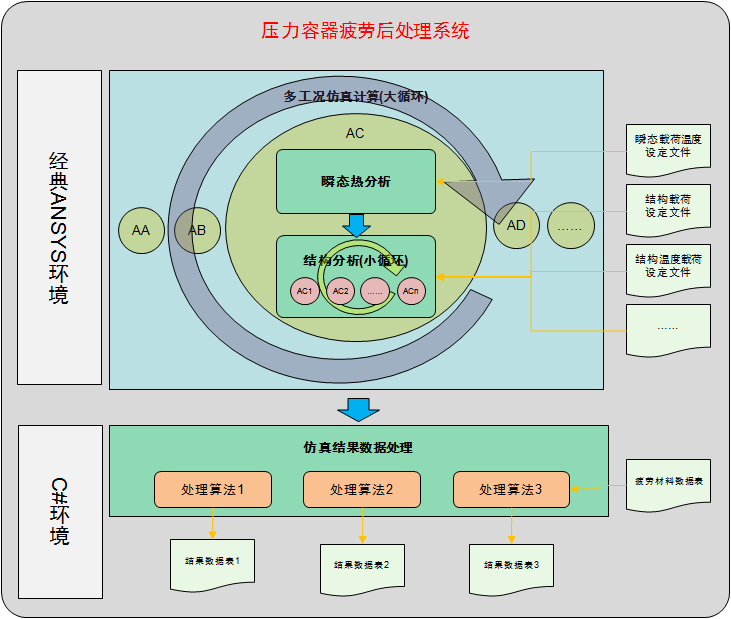 压力容器疲劳后处理系统
经典ANSYS环境
多工况仿真计算(大循环)
AC
瞬态热分析
AA
AB
AD
……
结构分析(小循环)
AC1
AC2
……
ACn
瞬态载荷温度
设定文件
结构载荷
设定文件
结构温度载荷
设定文件
……
C#环境
仿真结果数据处理
处理算法1
处理算法2
处理算法3
疲劳材料数据表
结果数据表1
结果数据表2
结果数据表3